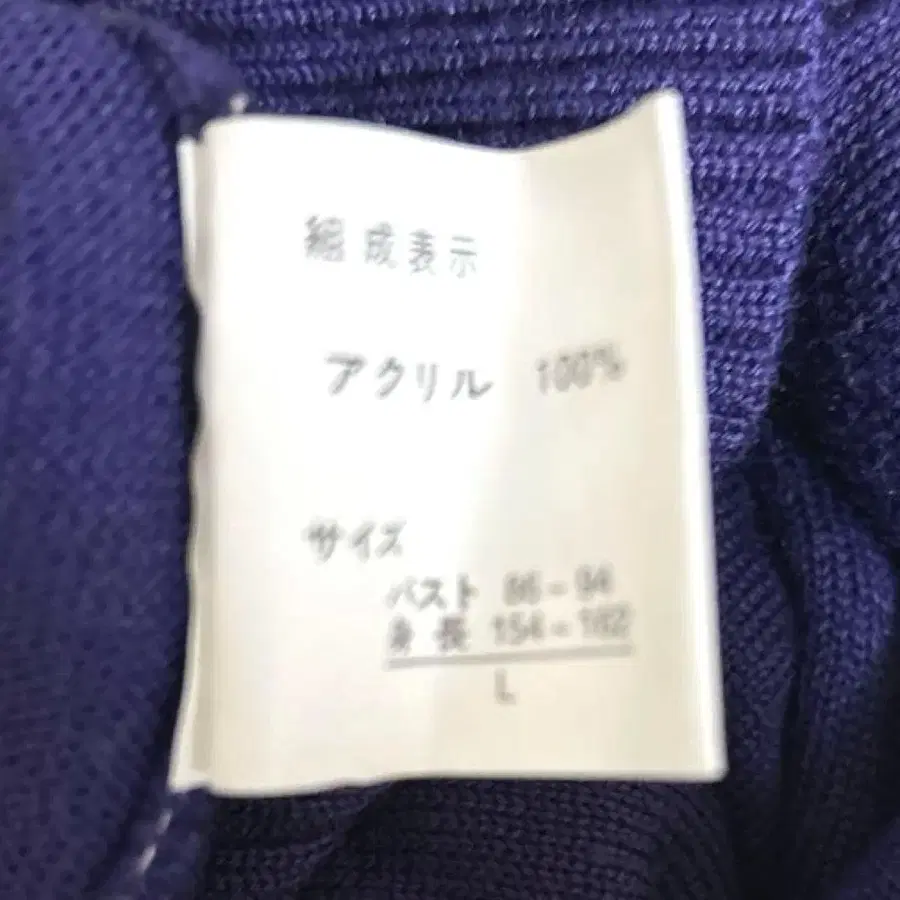 組成表示
アクリル 100%
サイズ
バスト 86-94
身長 154-162
L